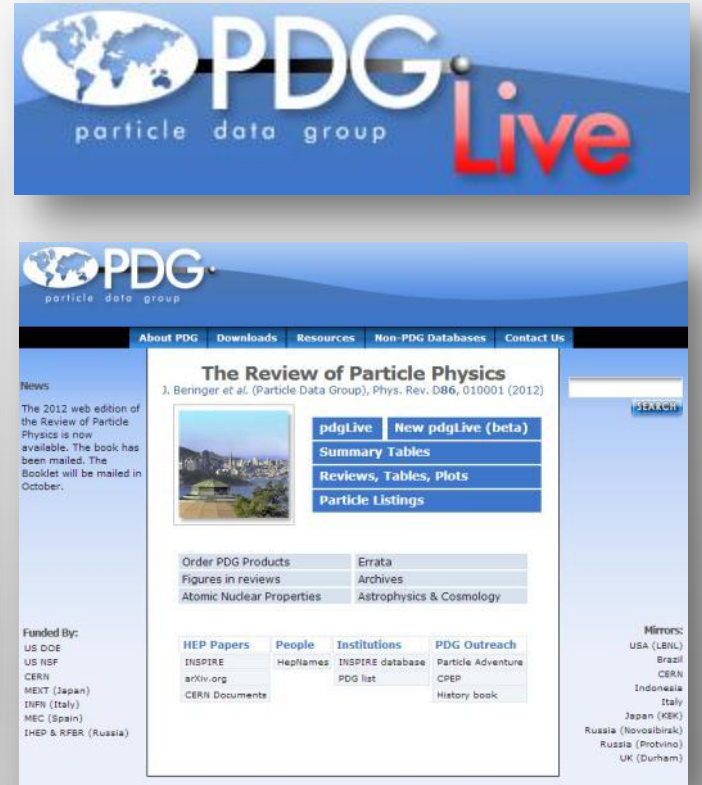 PDG
Live
particle data group
PDG
particle data group
About PDG Downloads Resources Non-PDG Databases Contact Us
News
The 2012 web edition of
the Review of Particle
Physics is now
available. The book has
been mailed. The
Booklet will be mailed in
October.
The Review of Particle Physics
J. Beringer et al. (Particle Data Group), Phys. Rev. D86, 010001 (2012)
pdgLive New pdgLive (beta)
Summary Tables
Reviews, Tables, Plots
Particle Listings
SEARCH
Order PDG Products Errata
Figures in reviews Archives
Atomic Nuclear Properties Astrophysics & Cosmology
Funded By:
US DOE
US NSF
CERN
MEXT (Japan)
INFN (Italy)
MEC (Spain)
IHEP & RFBR (Russia)
HEP Papers People Institutions PDG Outreach
INSPIRE HepNames INSPIRE database Particle Adventure
arXiv.org PDG list CPEP
CERN Documents History book
Mirrors:
USA (LBNL)
Brazil
CERN
Indonesia
Italy
Japan (KEK)
Russia (Novosibirsk)
Russia (Protvino)
UK (Durham)